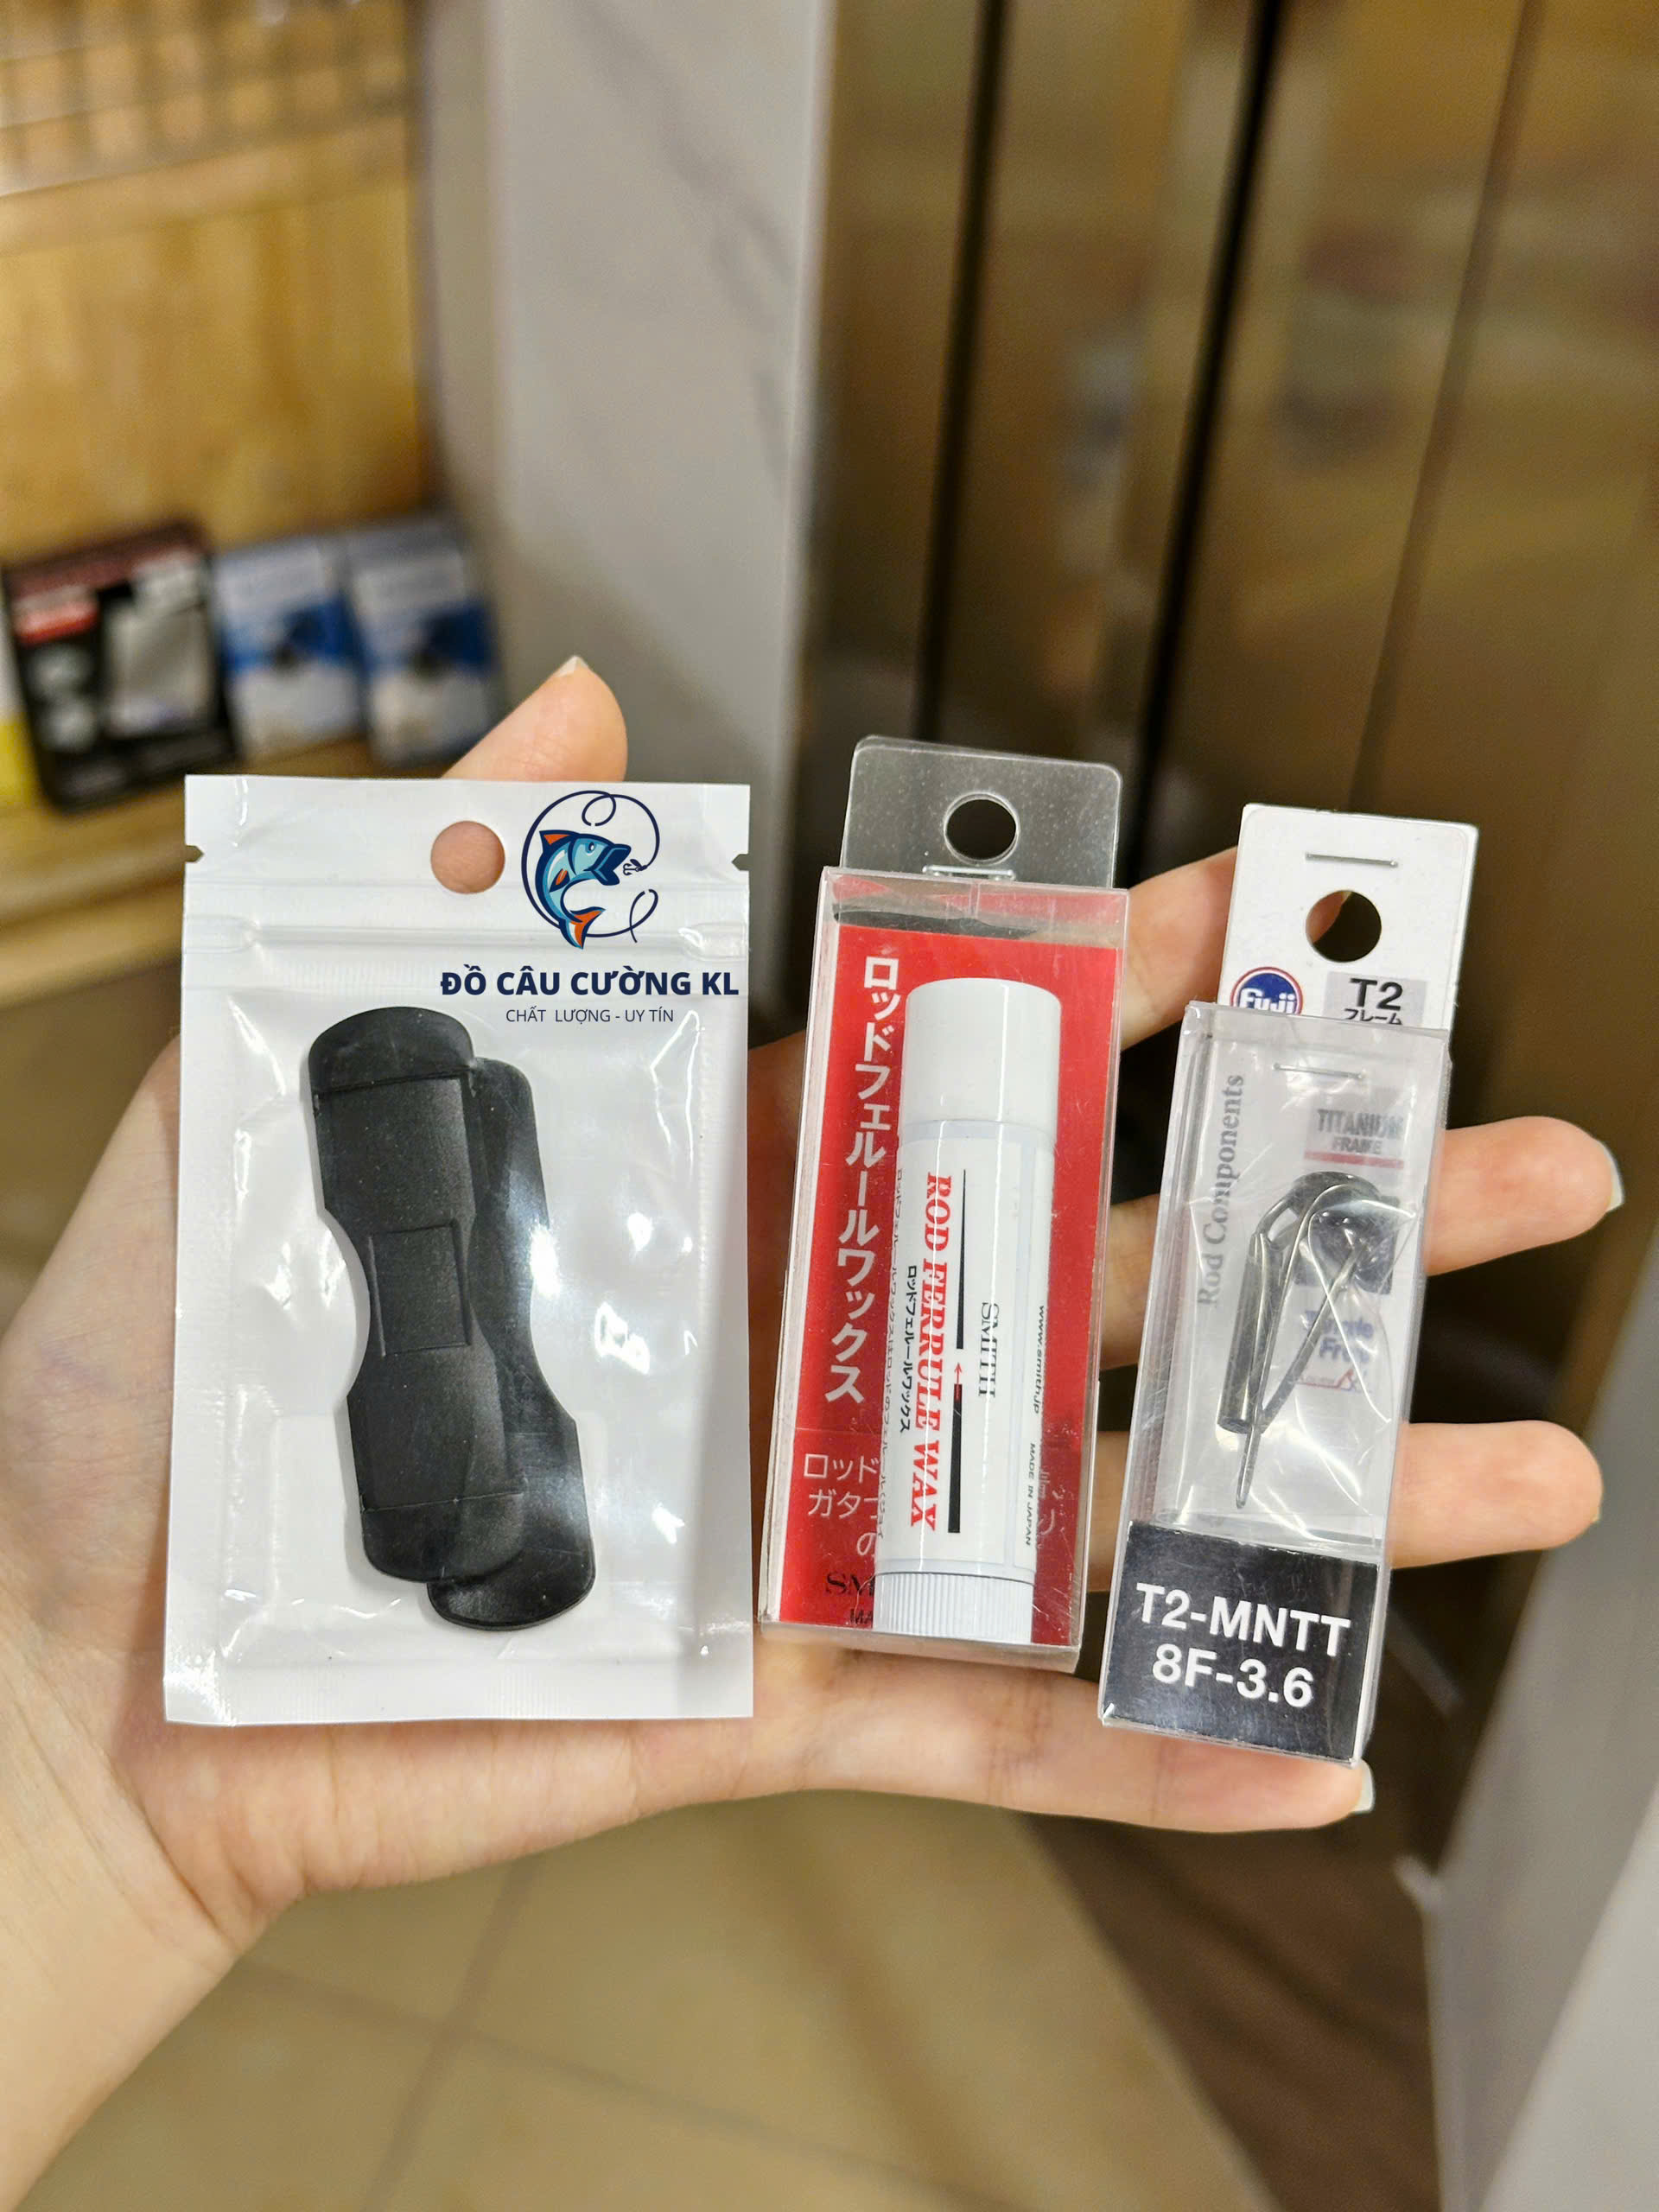 ĐỒ CÂU CƯỜNG KL
CHẤT LƯỢNG - UY TÍN
ロッドフェルールワックス
ROD FERRULE WAX
ロッドフェルールワックス
SMITH
www.smith.jp
MADE IN JAPAN
ロッド
ガタ
の
Fuji
T2
フレーム
Rod Components
TITANIUM
FRAME
T2-MNTT
8F-3.6